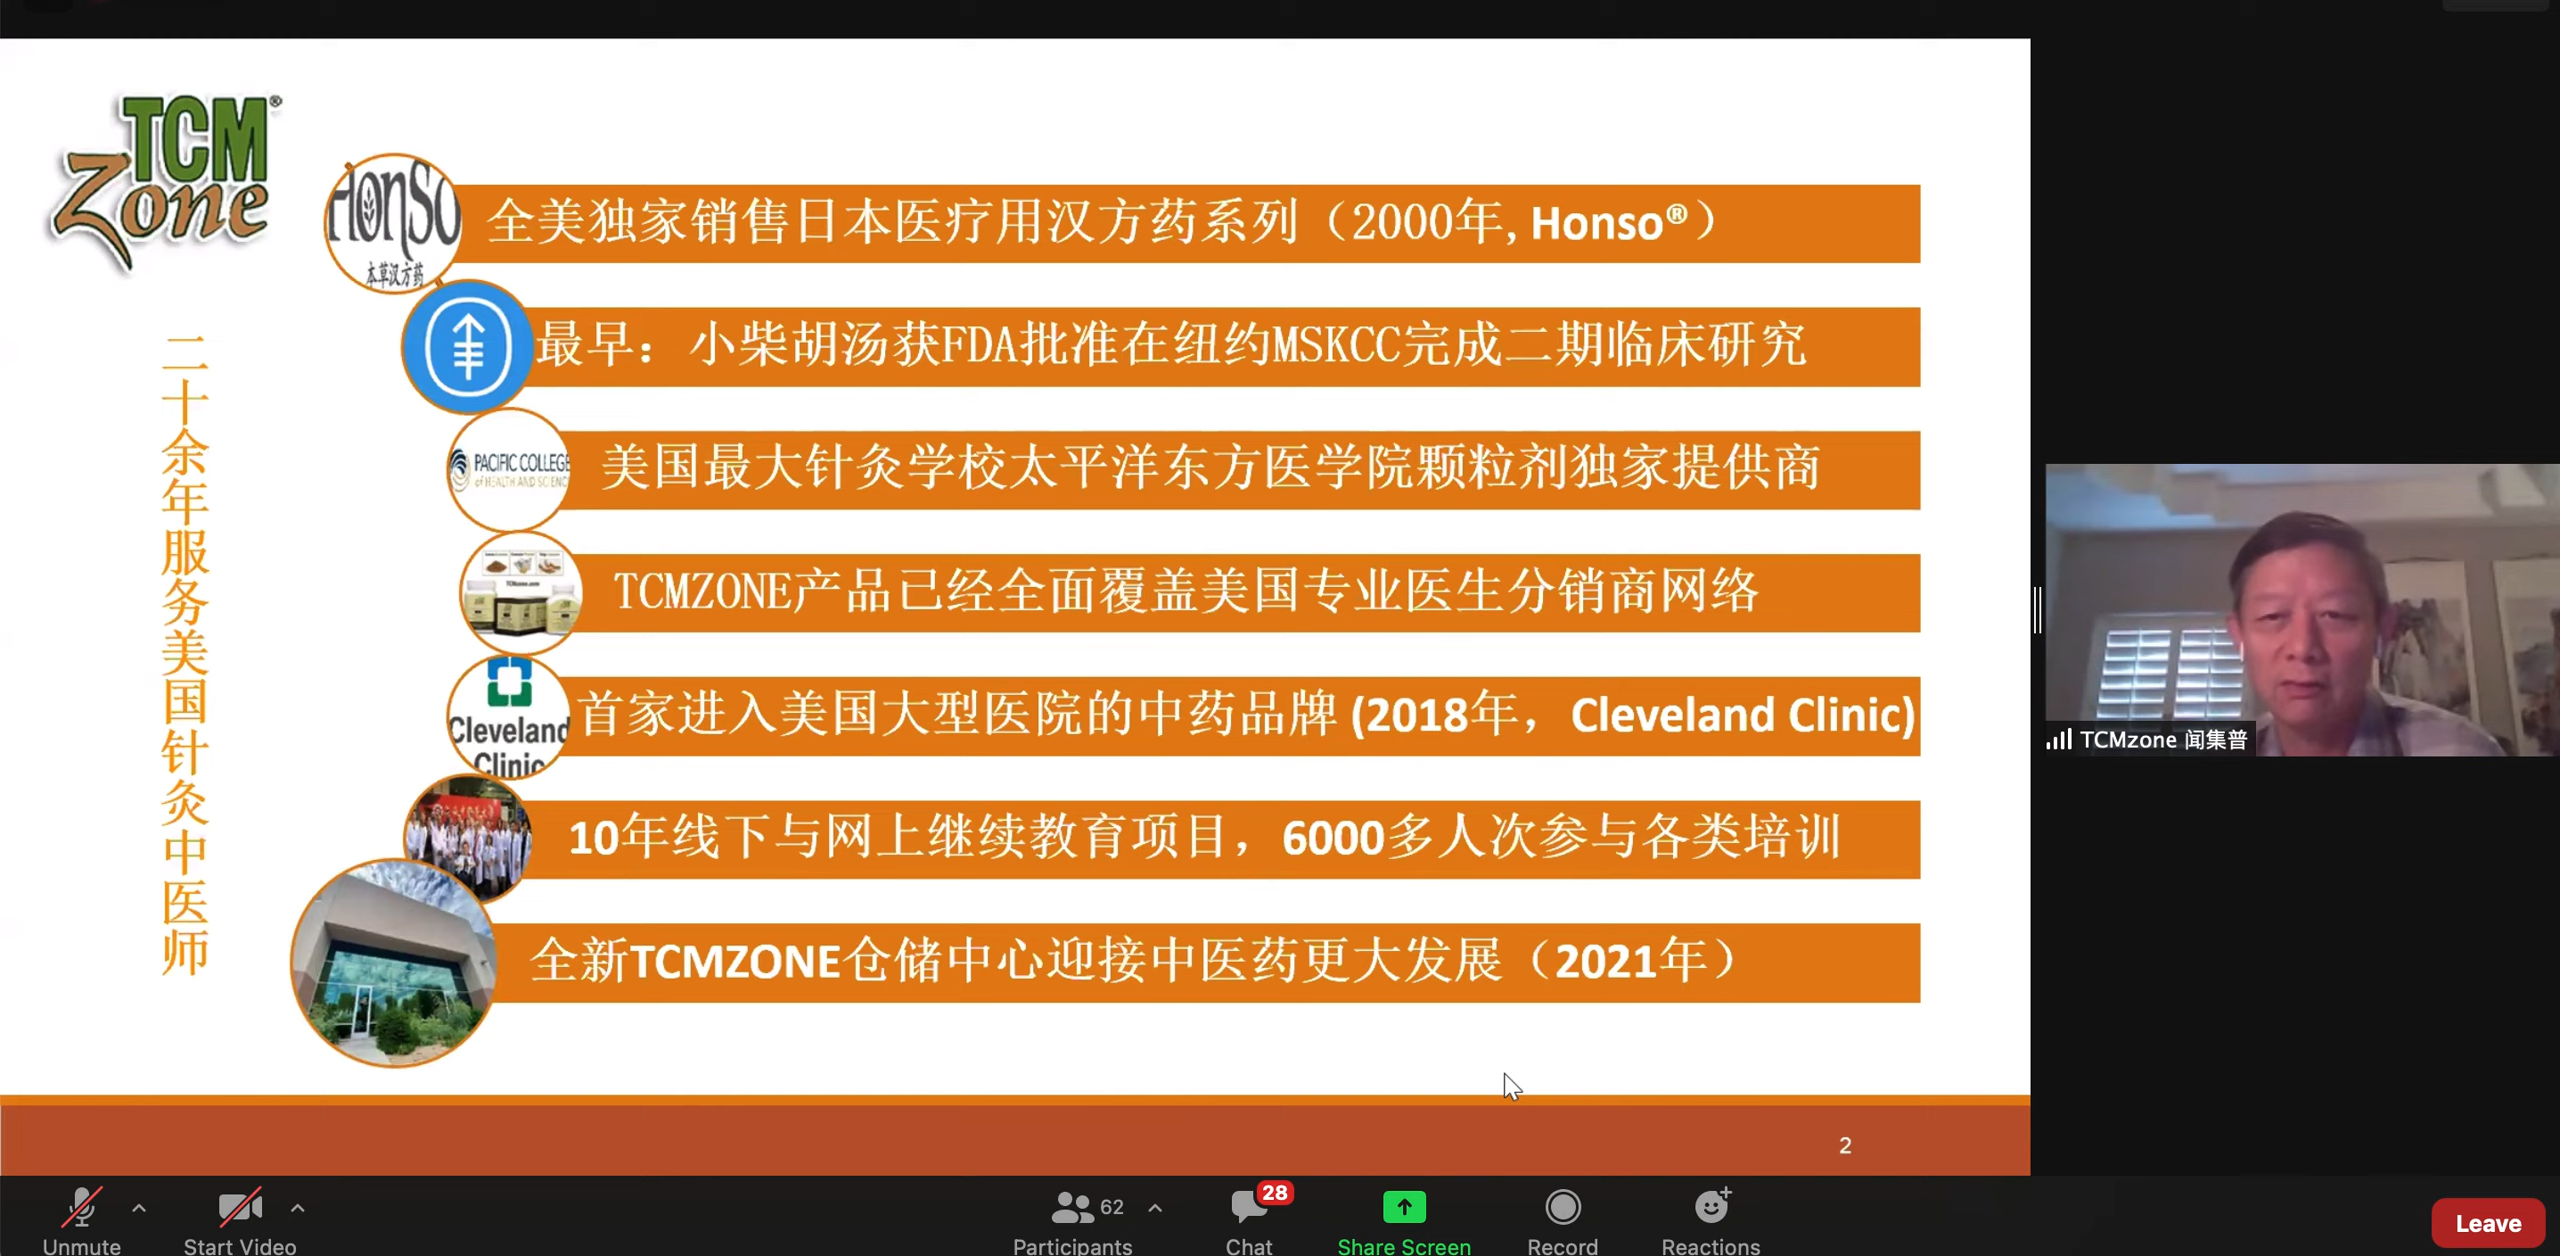 TCM®
Zone
二十余年服务美国针灸中医师
Honso
本草汉方药
全美独家销售日本医疗用汉方药系列（2000年, Honso®）
最早：小柴胡汤获FDA批准在纽约MSKCC完成二期临床研究
PACIFIC COLLEGE
of HEALTH AND SCIENC
美国最大针灸学校太平洋东方医学院颗粒剂独家提供商
TCMZONE产品已经全面覆盖美国专业医生分销商网络
Cleveland
Clinic
首家进入美国大型医院的中药品牌 (2018年，Cleveland Clinic)
10年线下与网上继续教育项目，6000多人次参与各类培训
全新TCMZONE仓储中心迎接中医药更大发展（2021年）
2
TCMzone 闻集普
Unmute
Start Video
62
Participants
28
Chat
Share Screen
Record
Reactions
Leave